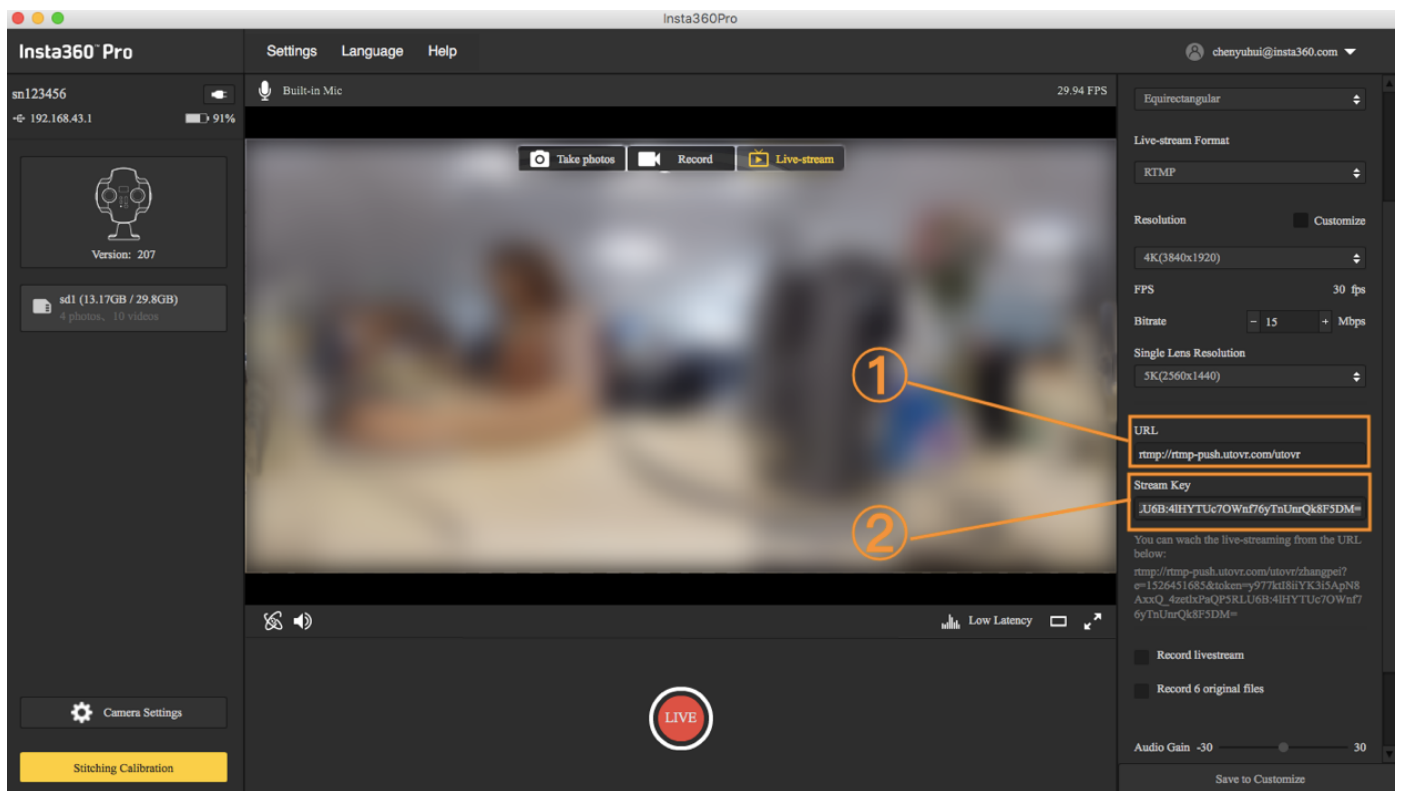 Insta360Pro
Insta360™ Pro
Settings Language Help
chenyuhui@insta360.com
sn123456
192.168.43.1 91%
Version: 207
sd1 (13.17GB / 29.8GB)
4 photos、10 videos
Camera Settings
Stitching Calibration
Built-in Mic 29.94 FPS
Take photos Record Live-stream
1
2
Low Latency
LIVE
Equirectangular
Live-stream Format
RTMP
Resolution Customize
4K(3840x1920)
FPS 30 fps
Bitrate - 15 + Mbps
Single Lens Resolution
5K(2560x1440)
URL
rtmp://rtmp-push.utovr.com/utovr
Stream Key
.U6B:4lHYTUc7OWnf76yTnUnrQk8F5DM=
You can wach the live-streaming from the URL
below:
rtmp://rtmp-push.utovr.com/utovr/zhangpei?
e=1526451685&token=y977ktI8iiYK3i5ApN8
AxxQ_4zetlxPaQP5RLU6B:4lHYTUc7OWnf7
6yTnUnrQk8F5DM=
Record livestream
Record 6 original files
Audio Gain -30 30
Save to Customize